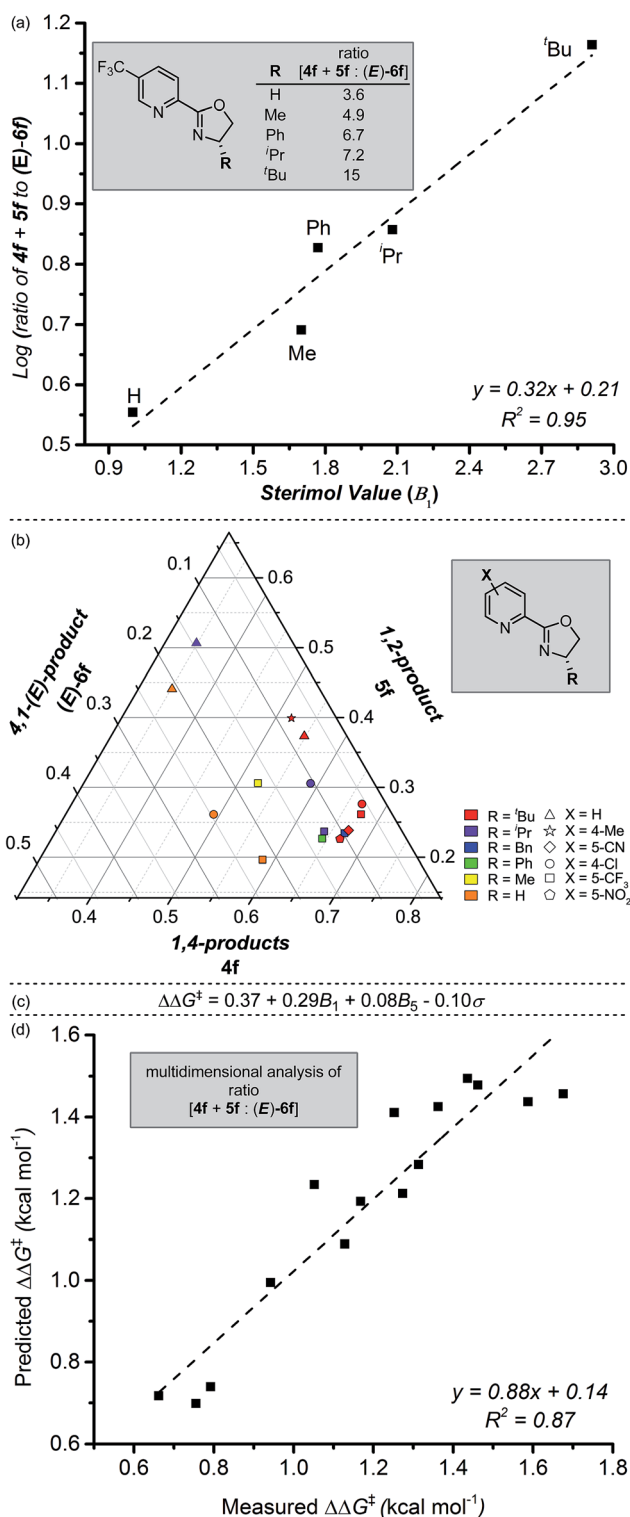 (a)
1.2
1.1
1.0
0.9
0.8
0.7
0.6
0.5
Log (ratio of 4f + 5f to (E)-6f)
F₃C
N
O
N
R
R ratio [4f + 5f : (E)-6f]
H 3.6
Me 4.9
Ph 6.7
ⁱPr 7.2
ᵗBu 15
ᵗBu
Ph
ⁱPr
Me
H
y = 0.32x + 0.21
R² = 0.95
0.9 1.2 1.5 1.8 2.1 2.4 2.7 3.0
Sterimol Value (B₁)
(b)
0.1
0.2
0.3
0.4
0.5
4,1-(E)-product
(E)-6f
0.6
0.5
0.4
0.3
0.2
1,2-product
5f
0.4 0.5 0.6 0.7 0.8
1,4-products
4f
X
N
O
N
R
R = ᵗBu X = H
R = ⁱPr X = 4-Me
R = Bn X = 5-CN
R = Ph X = 4-Cl
R = Me X = 5-CF₃
R = H X = 5-NO₂
(c)
ΔΔG‡ = 0.37 + 0.29B₁ + 0.08B₅ - 0.10σ
(d)
1.6
1.4
1.2
1.0
0.8
0.6
Predicted ΔΔG‡ (kcal mol⁻¹)
multidimensional analysis of
ratio
[4f + 5f : (E)-6f]
y = 0.88x + 0.14
R² = 0.87
0.6 0.8 1.0 1.2 1.4 1.6 1.8
Measured ΔΔG‡ (kcal mol⁻¹)